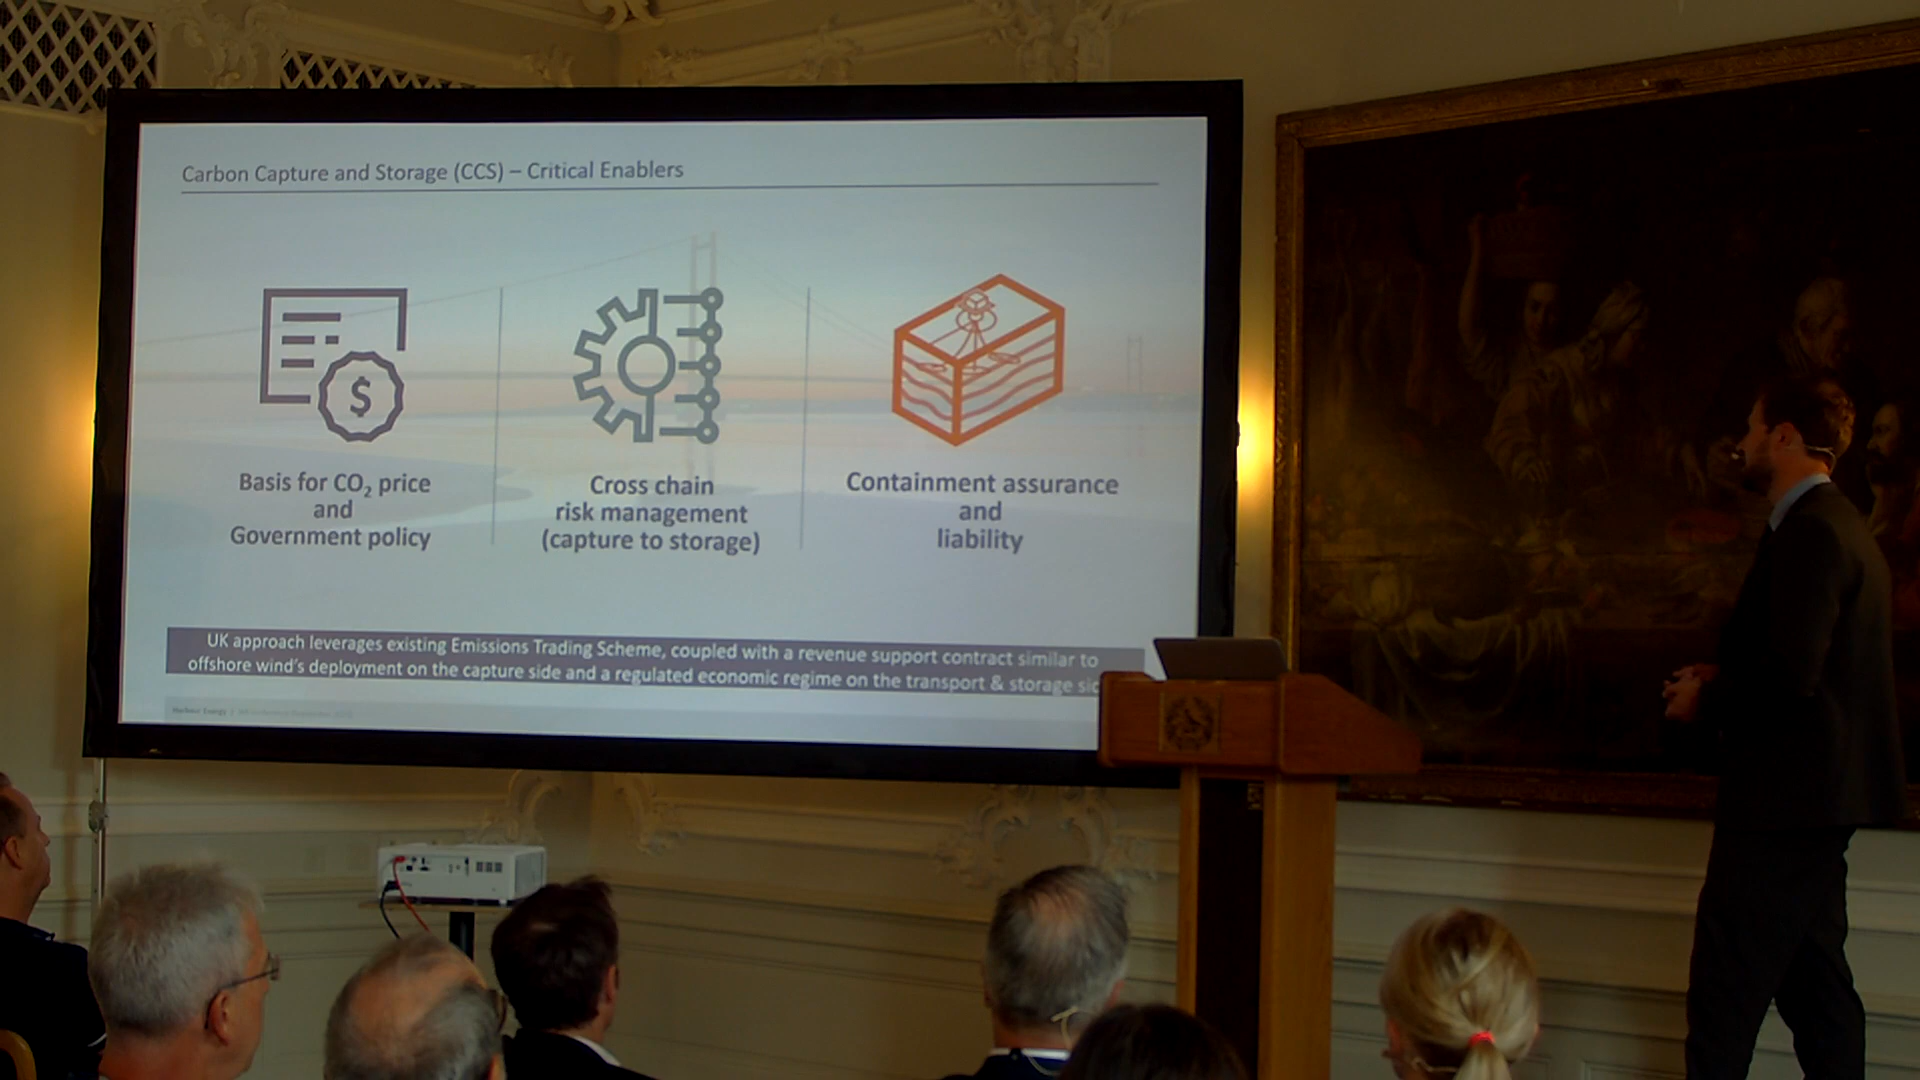 Carbon Capture and Storage (CCS) – Critical Enablers
$
Basis for CO₂ price
and
Government policy
Cross chain
risk management
(capture to storage)
Containment assurance
and
liability
UK approach leverages existing Emissions Trading Scheme, coupled with a revenue support contract similar to
offshore wind's deployment on the capture side and a regulated economic regime on the transport & storage
Harbour Energy |